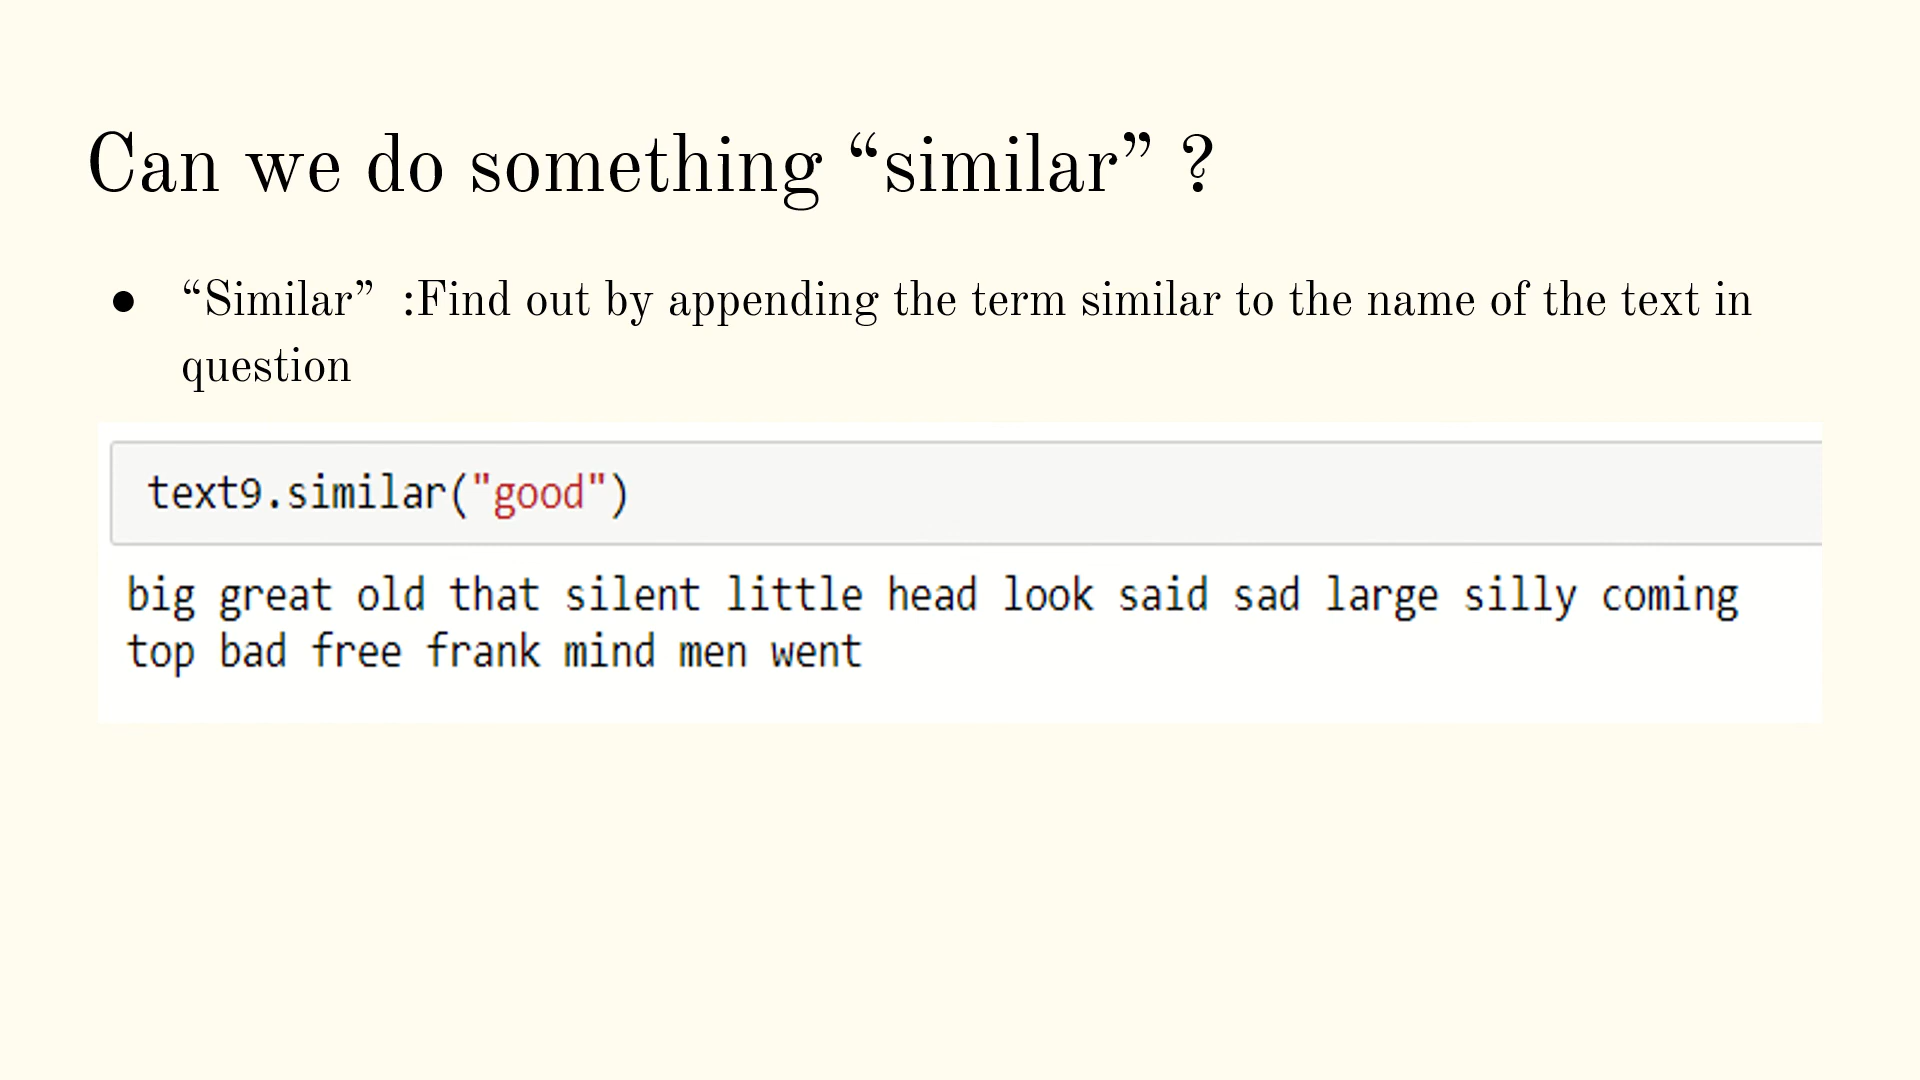 Can we do something “similar” ?
● “Similar”  :Find out by appending the term similar to the name of the text in
question
text9.similar("good")
big great old that silent little head look said sad large silly coming
top bad free frank mind men went